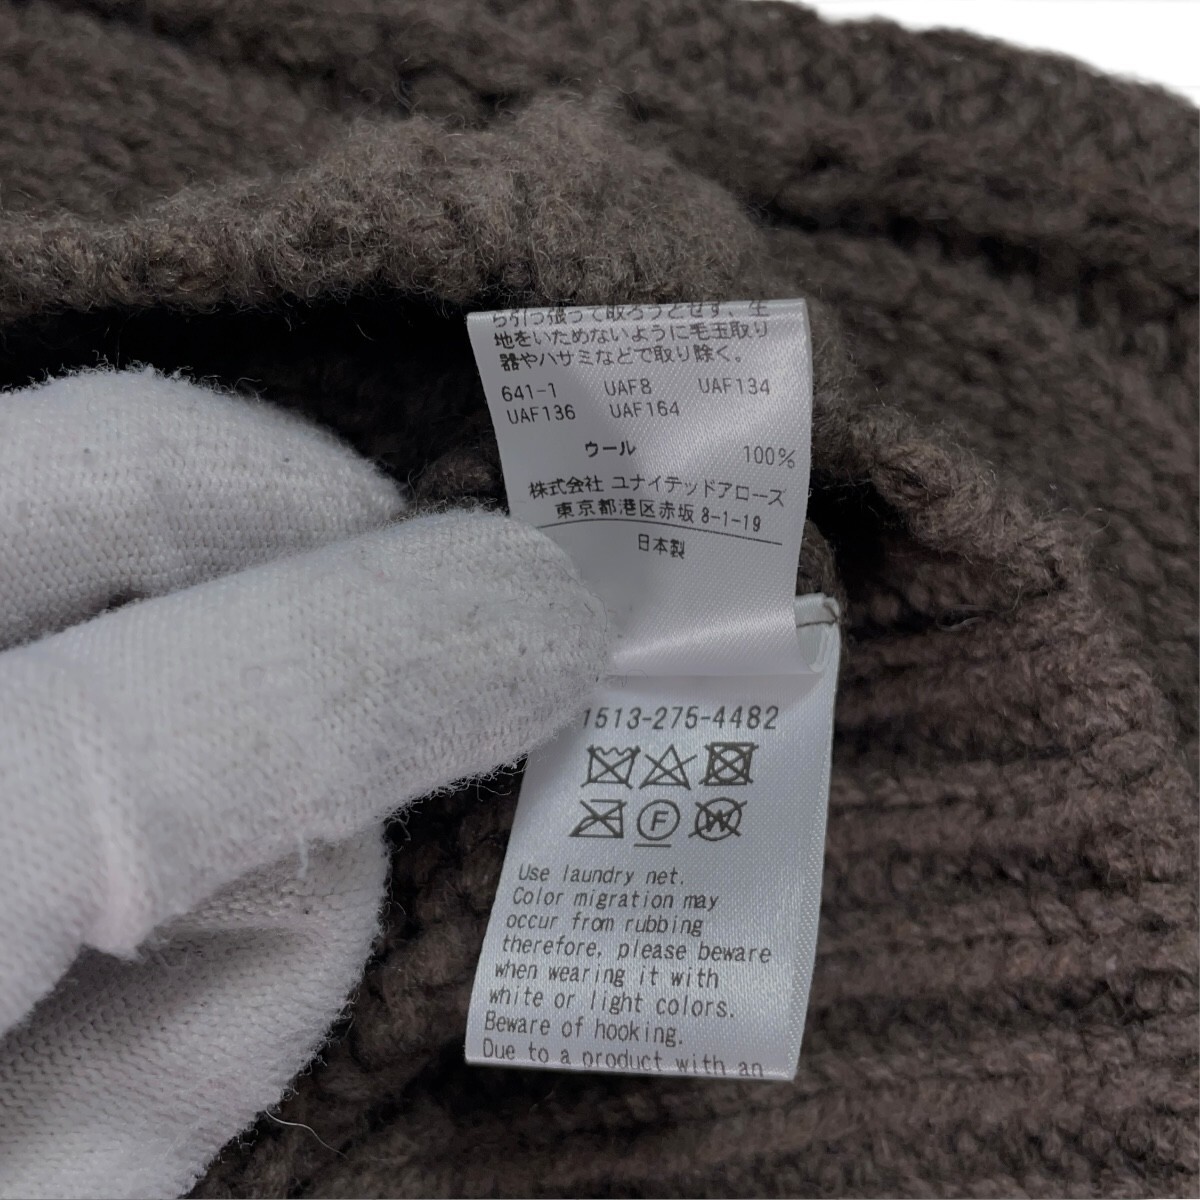 ら引っ張って取ろうとせず、生
地をいためないように毛玉取り
器やハサミなどで取り除く。
641-1 UAF8 UAF134
UAF136 UAF164
ウール 100%
株式会社 ユナイテッドアローズ
東京都港区赤坂 8-1-19
日本製
1513-275-4482
F W
Use laundry net.
Color migration may
occur from rubbing
therefore, please beware
when wearing it with
white or light colors.
Beware of hooking.
Due to a product with an